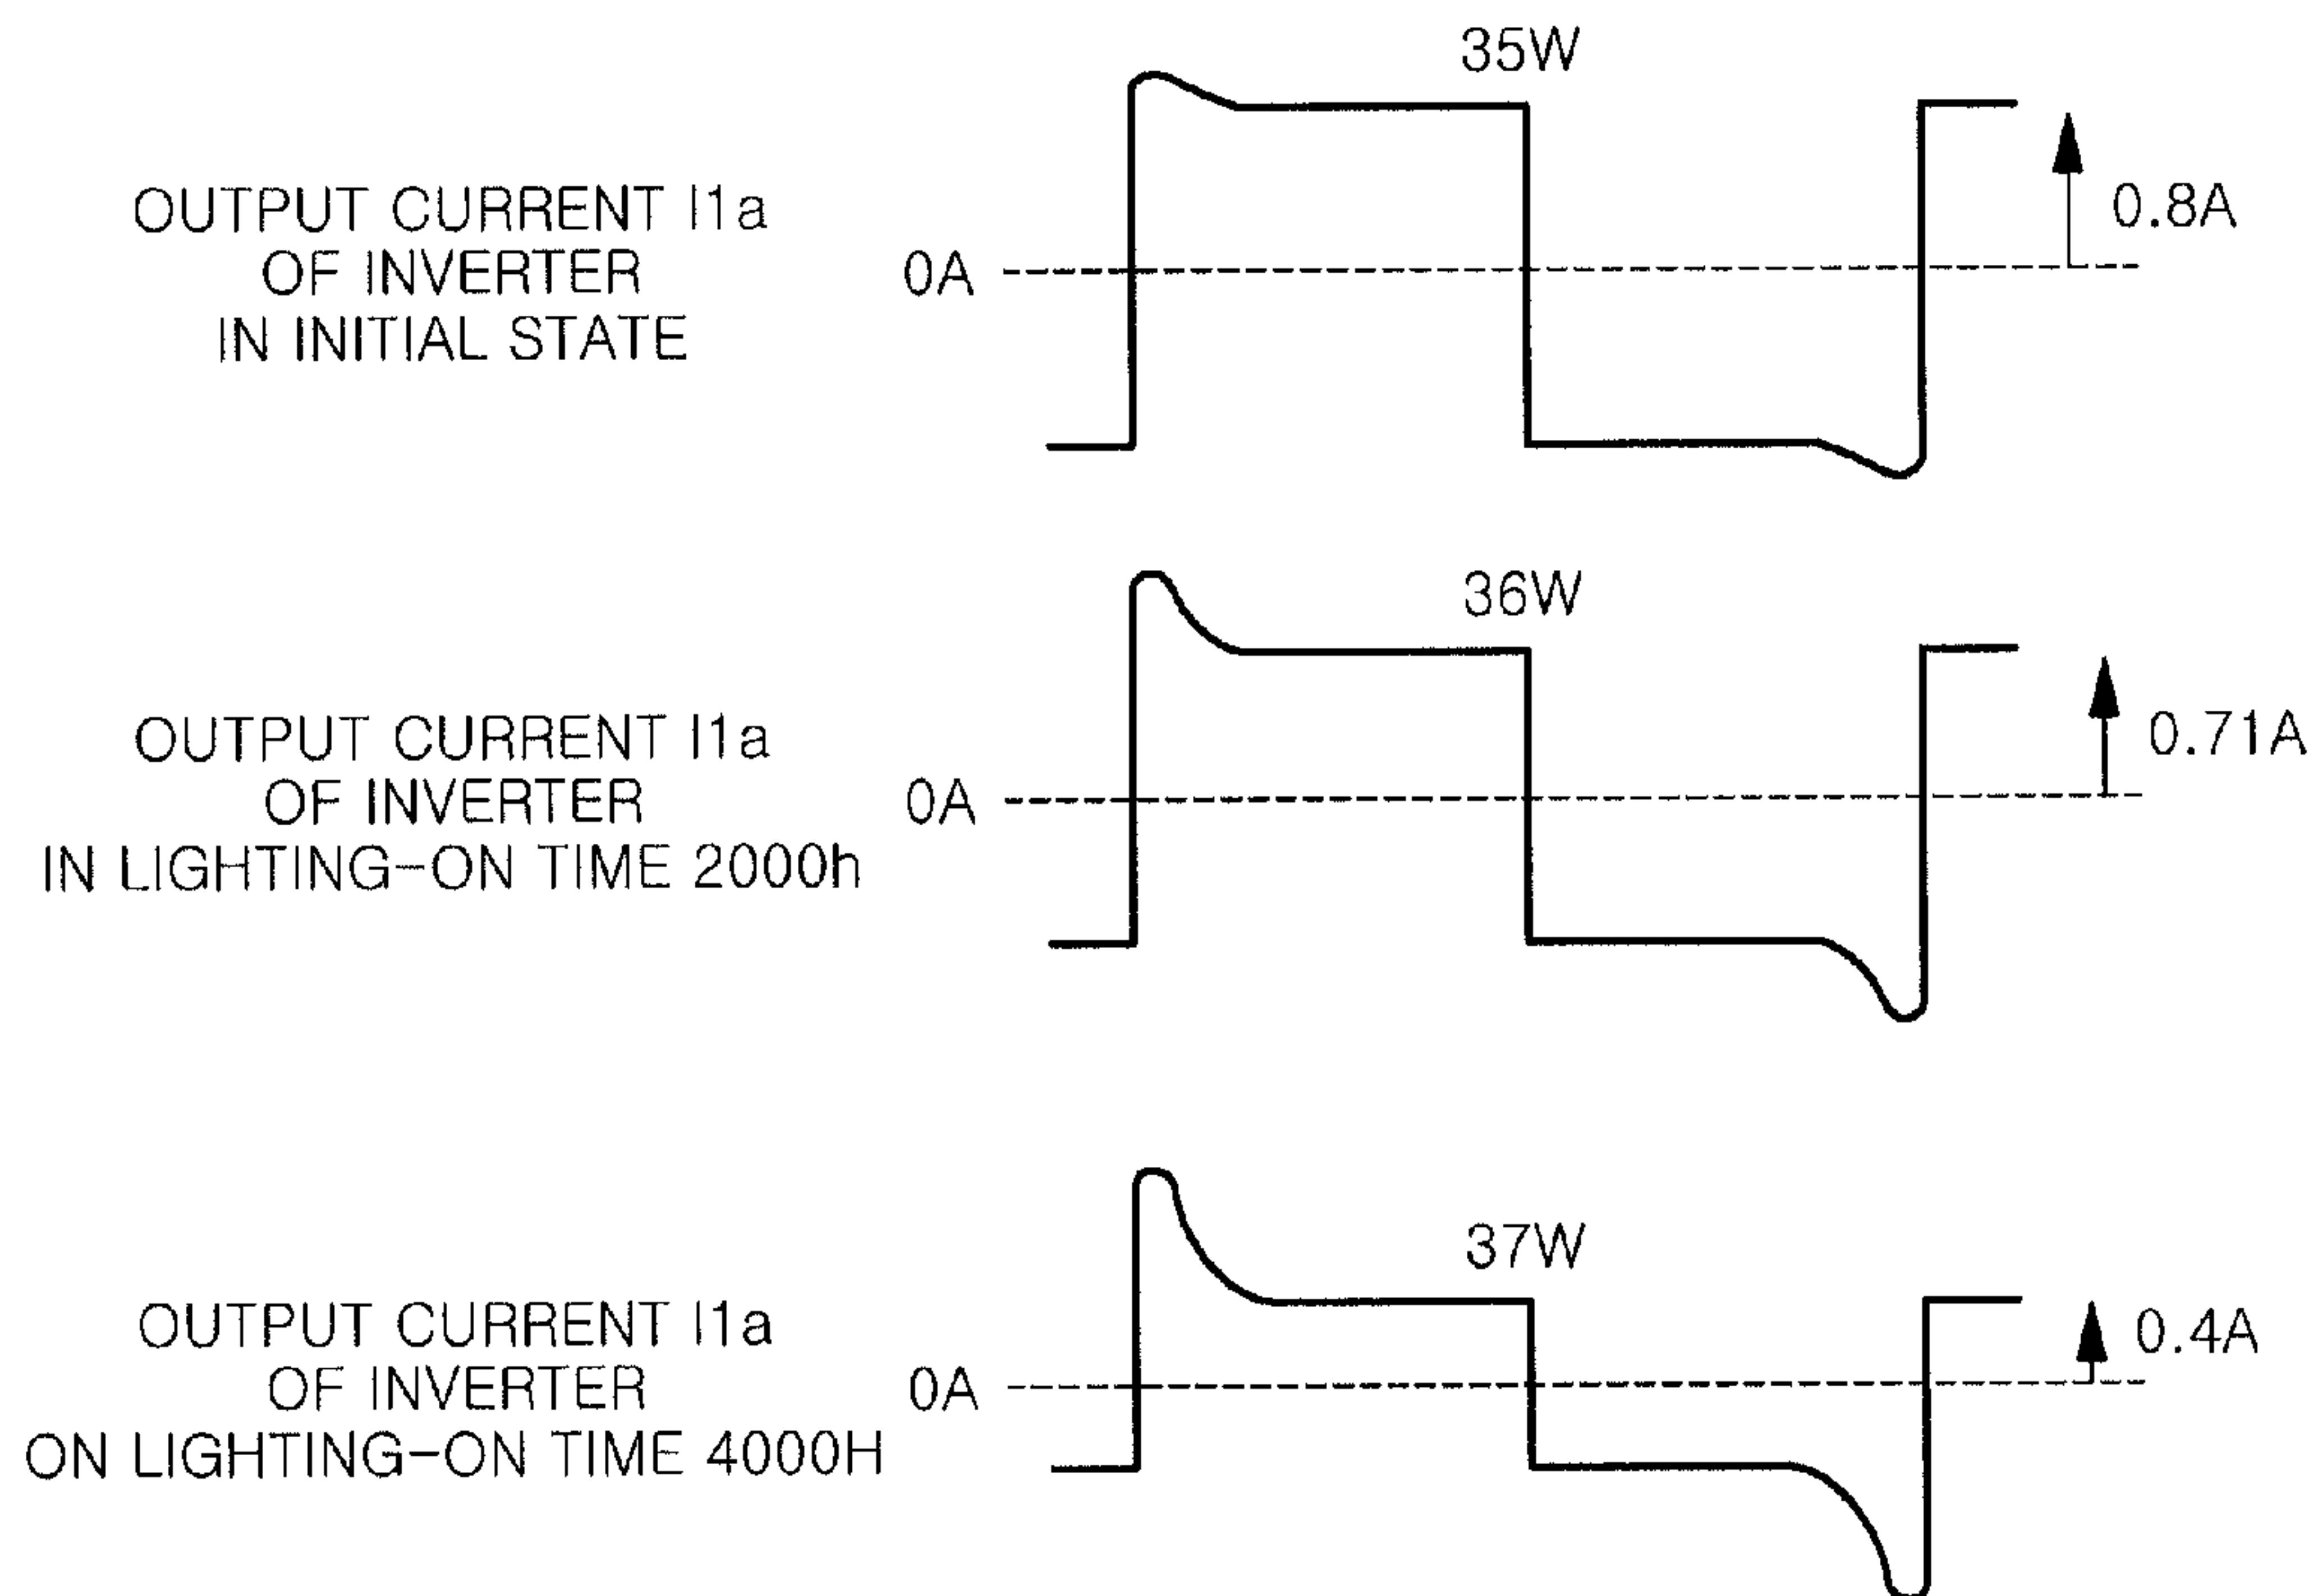 35W
OUTPUT CURRENT I1a
OF INVERTER
IN INITIAL STATE
0A
0.8A
36W
OUTPUT CURRENT I1a
OF INVERTER
IN LIGHTING-ON TIME 2000h
0A
0.71A
37W
OUTPUT CURRENT I1a
OF INVERTER
ON LIGHTING-ON TIME 4000H
0A
0.4A